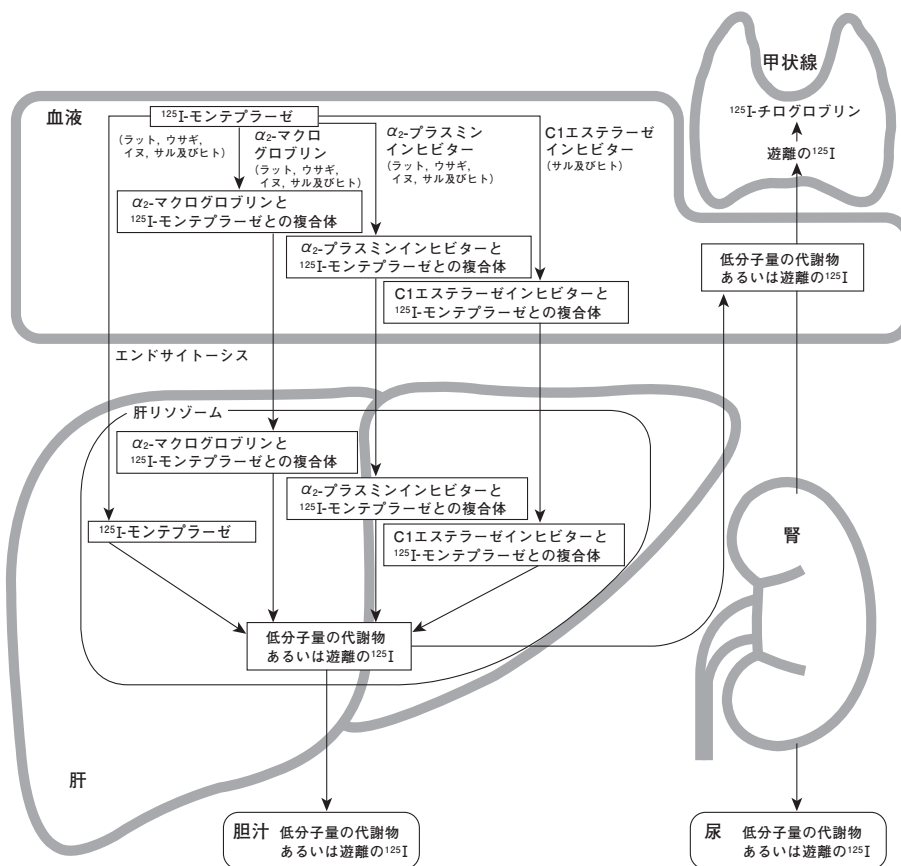 甲状線
¹²⁵I-チログロブリン
遊離の¹²⁵I
血液
¹²⁵I-モンテプラーゼ
(ラット, ウサギ,
イヌ, サル及びヒト)
α₂-マクロ
グロブリン
(ラット, ウサギ,
イヌ, サル及びヒト)
α₂-プラスミン
インヒビター
(ラット, ウサギ,
イヌ, サル及びヒト)
C1エステラーゼ
インヒビター
(サル及びヒト)
α₂-マクログロブリンと
¹²⁵I-モンテプラーゼとの複合体
α₂-プラスミンインヒビターと
¹²⁵I-モンテプラーゼとの複合体
C1エステラーゼインヒビターと
¹²⁵I-モンテプラーゼとの複合体
低分子量の代謝物
あるいは遊離の¹²⁵I
エンドサイトーシス
肝リソゾーム
α₂-マクログロブリンと
¹²⁵I-モンテプラーゼとの複合体
α₂-プラスミンインヒビターと
¹²⁵I-モンテプラーゼとの複合体
¹²⁵I-モンテプラーゼ
C1エステラーゼインヒビターと
¹²⁵I-モンテプラーゼとの複合体
低分子量の代謝物
あるいは遊離の¹²⁵I
腎
肝
胆汁 低分子量の代謝物
あるいは遊離の¹²⁵I
尿 低分子量の代謝物
あるいは遊離の¹²⁵I